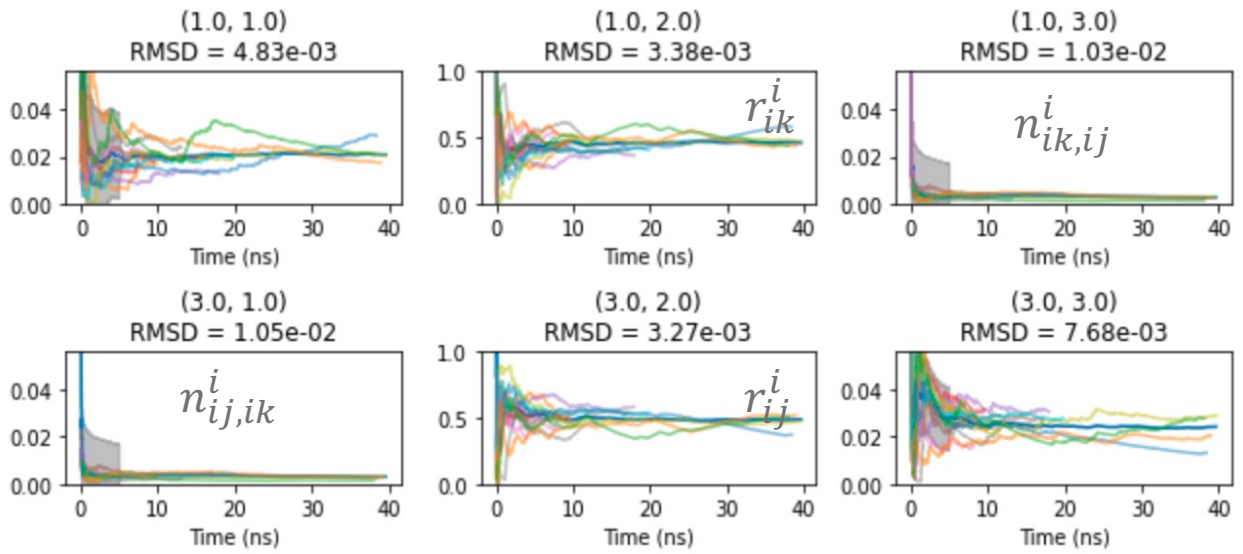 (1.0, 1.0)
RMSD = 4.83e-03
0.04
0.02
0.00
0 10 20 30 40
Time (ns)
(1.0, 2.0)
RMSD = 3.38e-03
1.0
0.5
0.0
r^i_{ik}
0 10 20 30 40
Time (ns)
(1.0, 3.0)
RMSD = 1.03e-02
0.04
0.02
0.00
n^i_{ik,ij}
0 10 20 30 40
Time (ns)
(3.0, 1.0)
RMSD = 1.05e-02
0.04
0.02
0.00
n^i_{ij,ik}
0 10 20 30 40
Time (ns)
(3.0, 2.0)
RMSD = 3.27e-03
1.0
0.5
0.0
r^i_{ij}
0 10 20 30 40
Time (ns)
(3.0, 3.0)
RMSD = 7.68e-03
0.04
0.02
0.00
0 10 20 30 40
Time (ns)